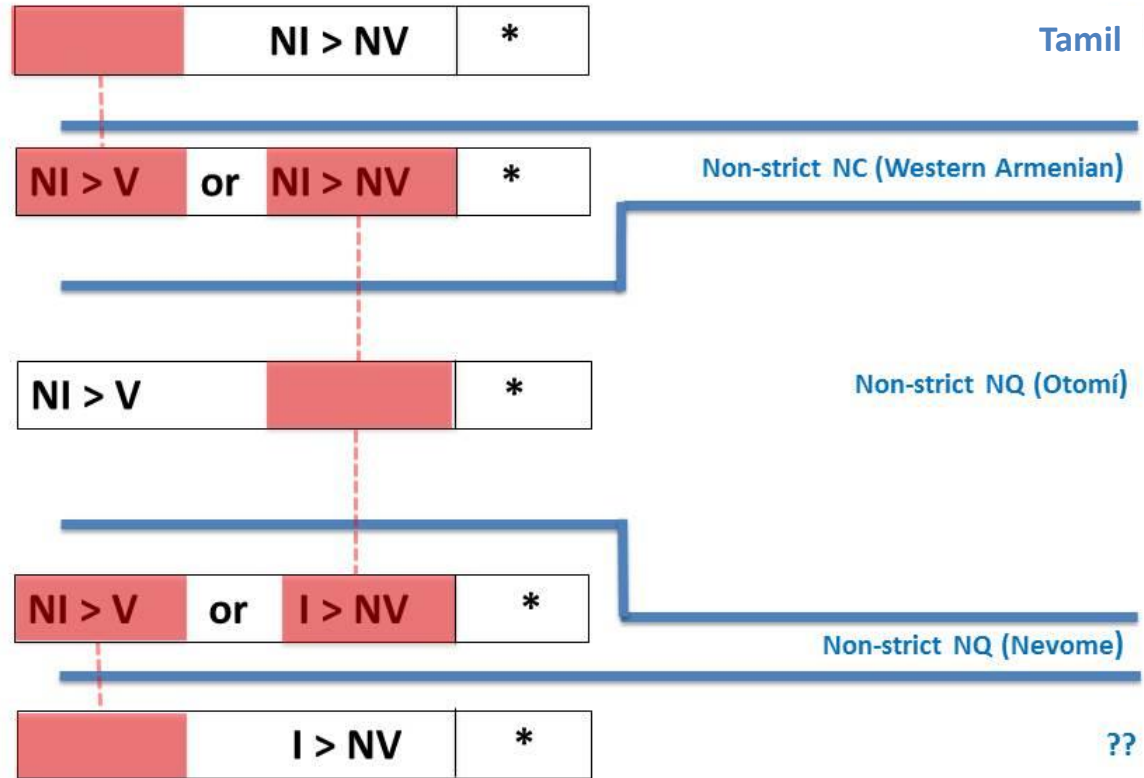 NI > NV *
Tamil
NI > V or NI > NV *
Non-strict NC (Western Armenian)
NI > V *
Non-strict NQ (Otomí)
NI > V or I > NV *
Non-strict NQ (Nevome)
I > NV *
??